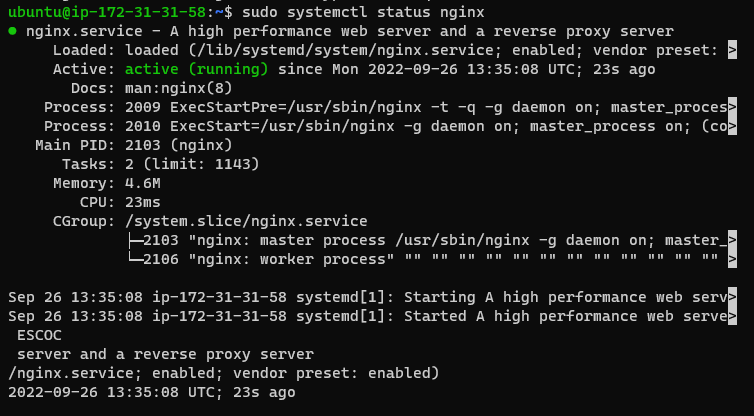 ubuntu@ip-172-31-31-58:~$ sudo systemctl status nginx
● nginx.service - A high performance web server and a reverse proxy server
     Loaded: loaded (/lib/systemd/system/nginx.service; enabled; vendor preset: >
     Active: active (running) since Mon 2022-09-26 13:35:08 UTC; 23s ago
       Docs: man:nginx(8)
    Process: 2009 ExecStartPre=/usr/sbin/nginx -t -q -g daemon on; master_proces>
    Process: 2010 ExecStart=/usr/sbin/nginx -g daemon on; master_process on; (co>
   Main PID: 2103 (nginx)
      Tasks: 2 (limit: 1143)
     Memory: 4.6M
        CPU: 23ms
     CGroup: /system.slice/nginx.service
             ├─2103 "nginx: master process /usr/sbin/nginx -g daemon on; master_>
             └─2106 "nginx: worker process" "" "" "" "" "" "" "" "" "" "" "" "" >

Sep 26 13:35:08 ip-172-31-31-58 systemd[1]: Starting A high performance web serv>
Sep 26 13:35:08 ip-172-31-31-58 systemd[1]: Started A high performance web serve>
 ESCOC
 server and a reverse proxy server
/nginx.service; enabled; vendor preset: enabled)
2022-09-26 13:35:08 UTC; 23s ago